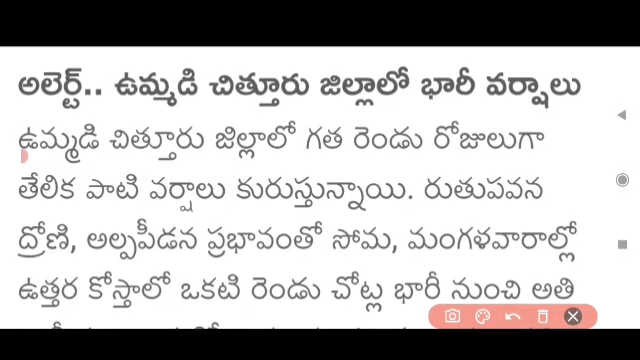 అలెర్ట్.. ఉమ్మడి చిత్తూరు జిల్లాలో భారీ వర్షాలు
ఉమ్మడి చిత్తూరు జిల్లాలో గత రెండు రోజులుగా
తేలిక పాటి వర్షాలు కురుస్తున్నాయి. రుతుపవన
ద్రోణి, అల్పపీడన ప్రభావంతో సోమ, మంగళవారాల్లో
ఉత్తర కోస్తాలో ఒకటి రెండు చోట్ల భారీ నుంచి అతి